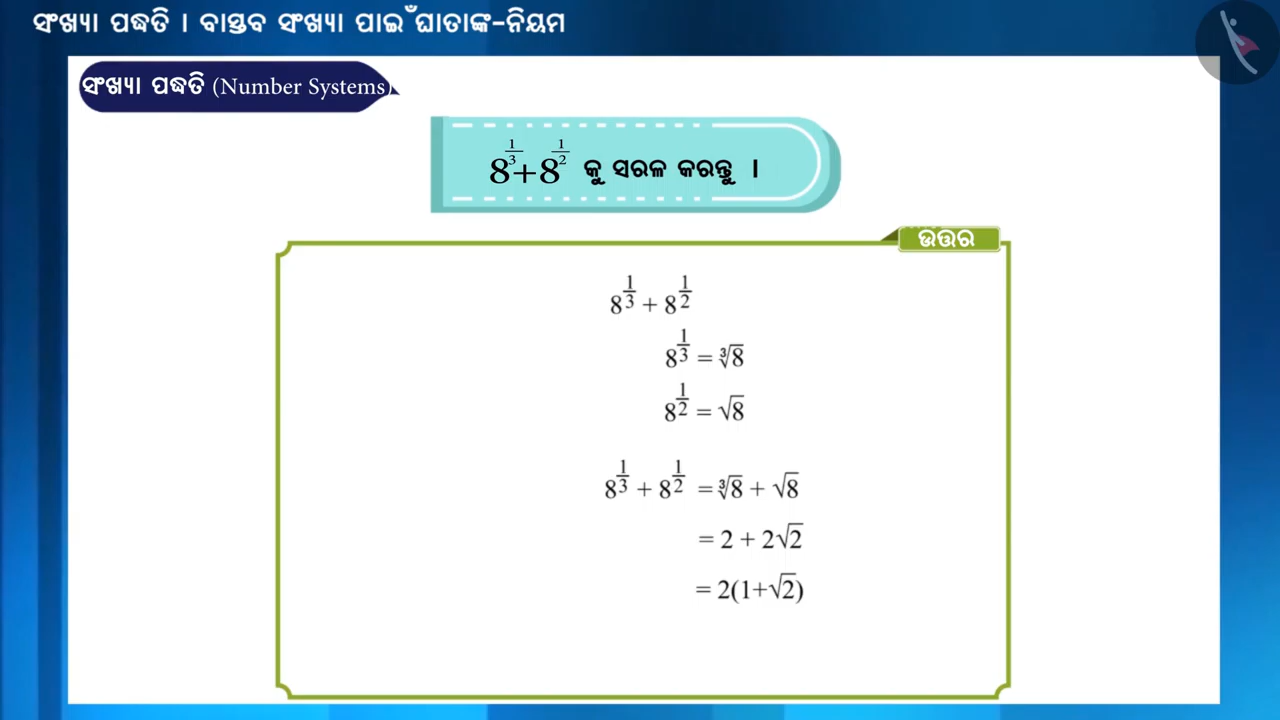 ସଂଖ୍ୟା ପଦ୍ଧତି । ବାସ୍ତବ ସଂଖ୍ୟା ପାଇଁ ଘାତାଙ୍କ-ନିୟମ
ସଂଖ୍ୟା ପଦ୍ଧତି (Number Systems)
8^{1/3}+8^{1/2} କୁ ସରଳ କରନ୍ତୁ ।
ଉତ୍ତର
8^{1/3} + 8^{1/2}
8^{1/3} = ∛8
8^{1/2} = √8
8^{1/3} + 8^{1/2} = ∛8 + √8
= 2 + 2√2
= 2(1+√2)